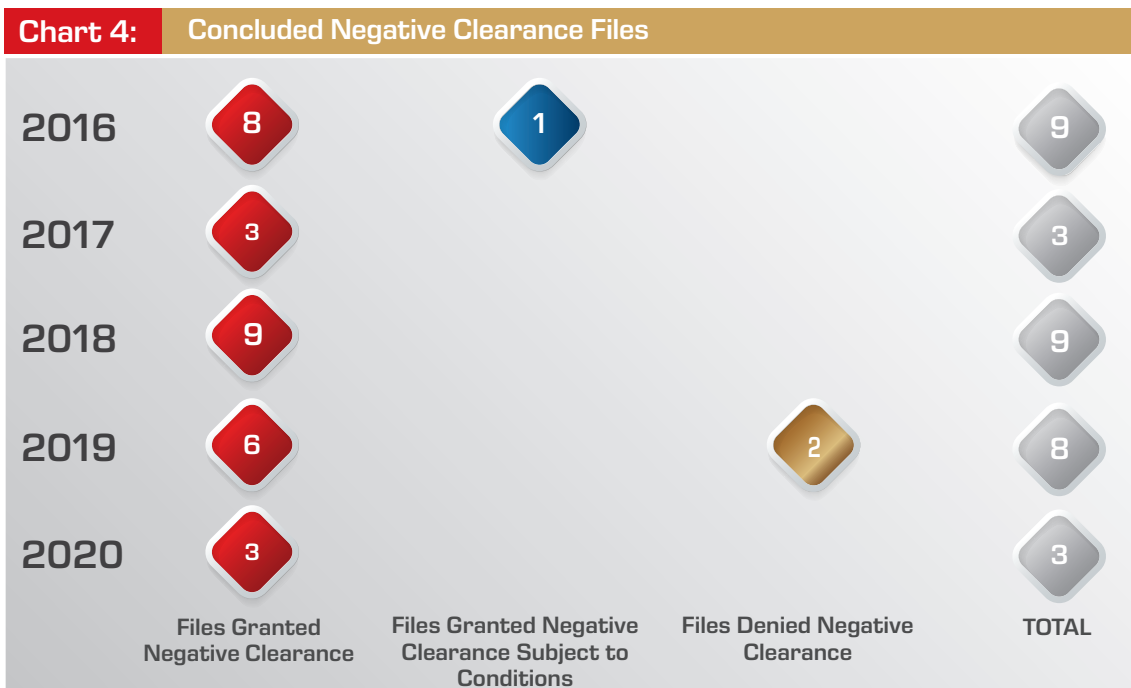 Chart 4: Concluded Negative Clearance Files
2016 8 1 9
2017 3 3
2018 9 9
2019 6 2 8
2020 3 3
Files Granted
Negative Clearance
Files Granted Negative
Clearance Subject to
Conditions
Files Denied Negative
Clearance
TOTAL